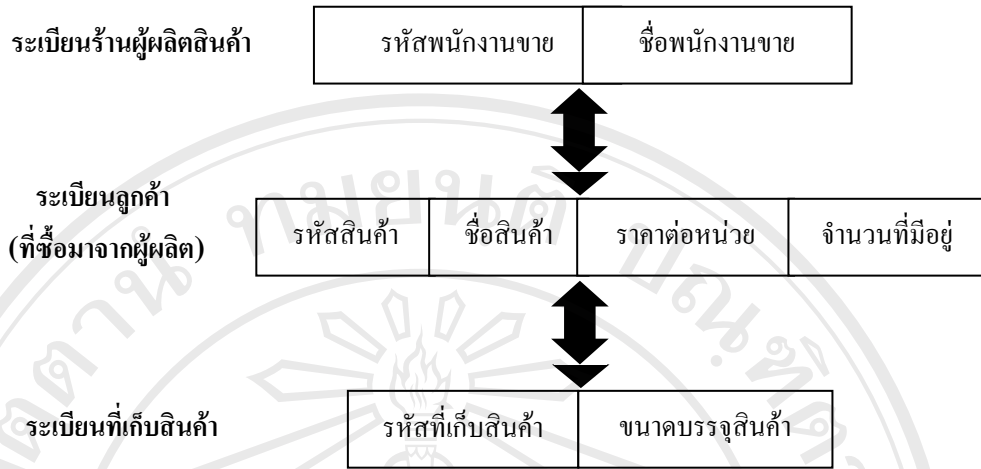 ระเบียนร้านผู้ผลิตสินค้า รหัสพนักงานขาย ชื่อพนักงานขาย
ระเบียนลูกค้า
(ที่ซื้อมาจากผู้ผลิต) รหัสสินค้า ชื่อสินค้า ราคาต่อหน่วย จำนวนที่มีอยู่
ระเบียนที่เก็บสินค้า รหัสที่เก็บสินค้า ขนาดบรรจุสินค้า